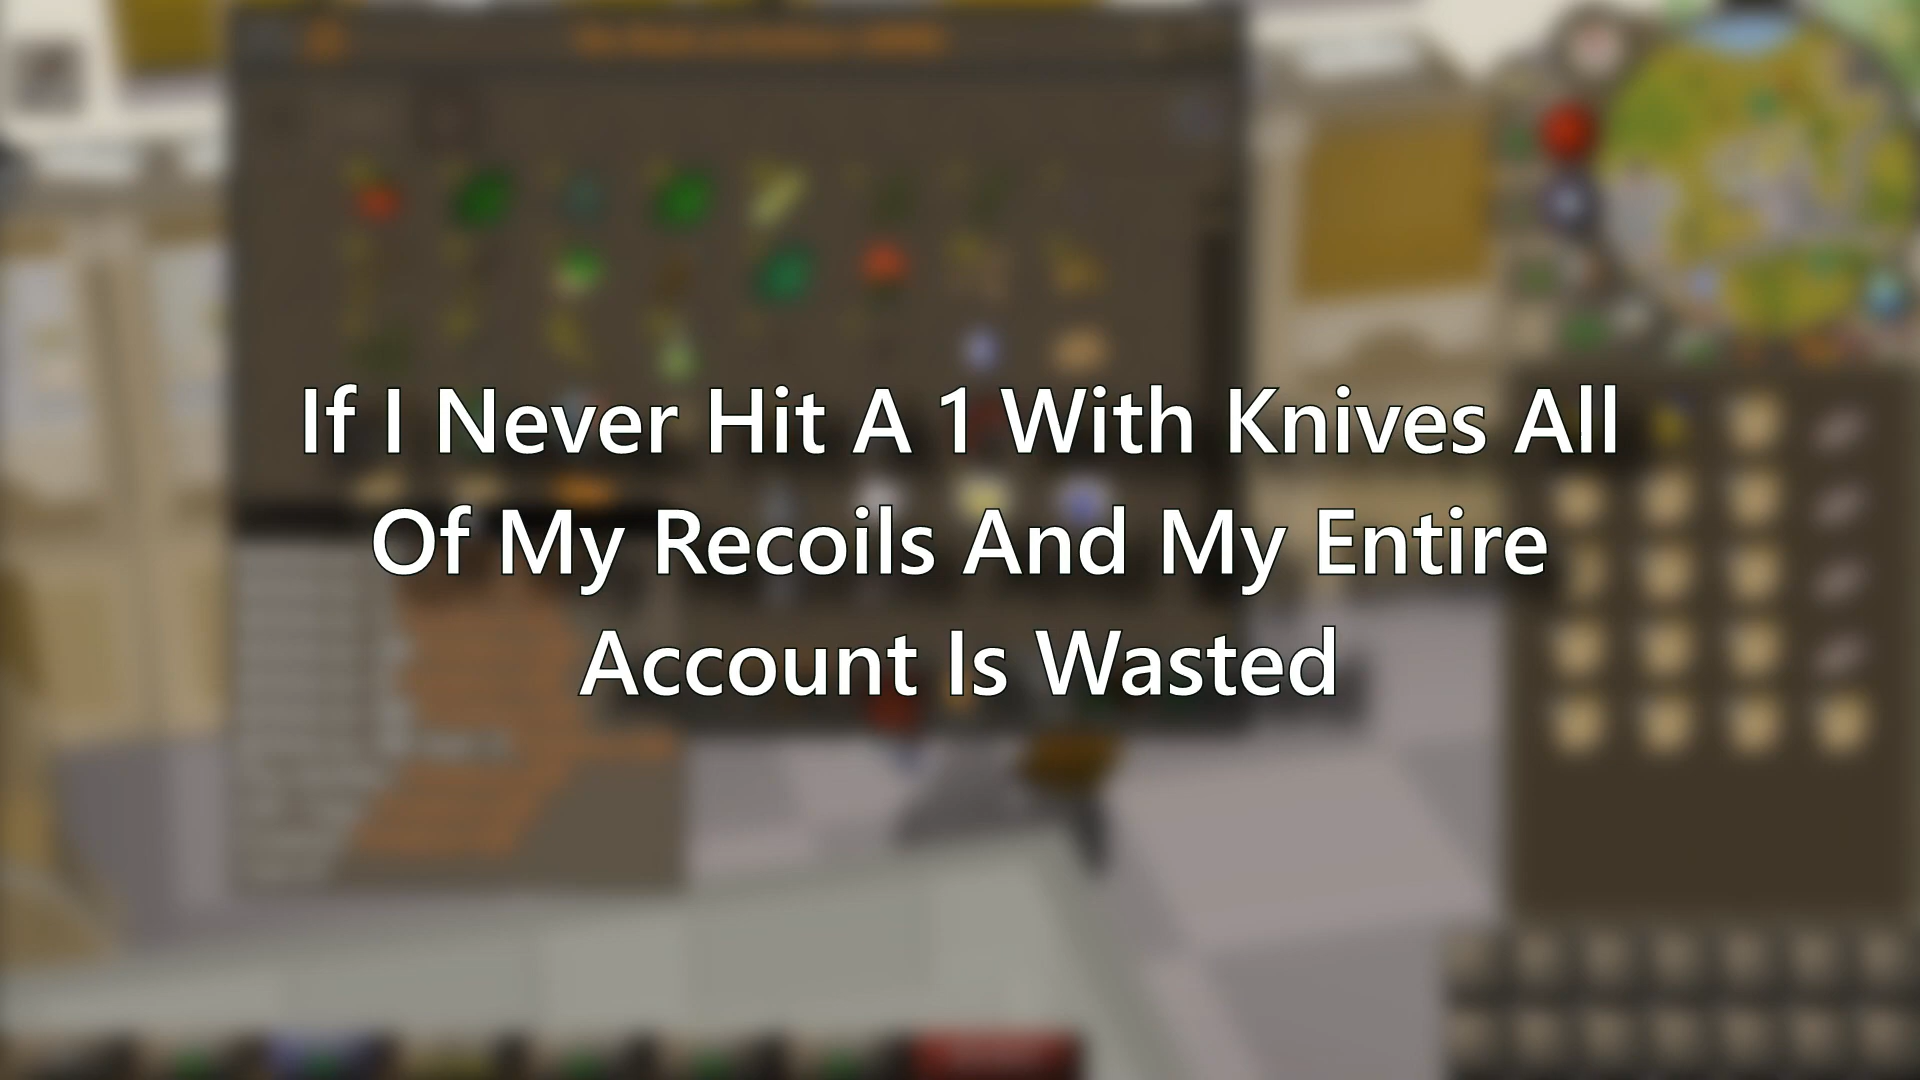 If I Never Hit A 1 With Knives All
Of My Recoils And My Entire
Account Is Wasted